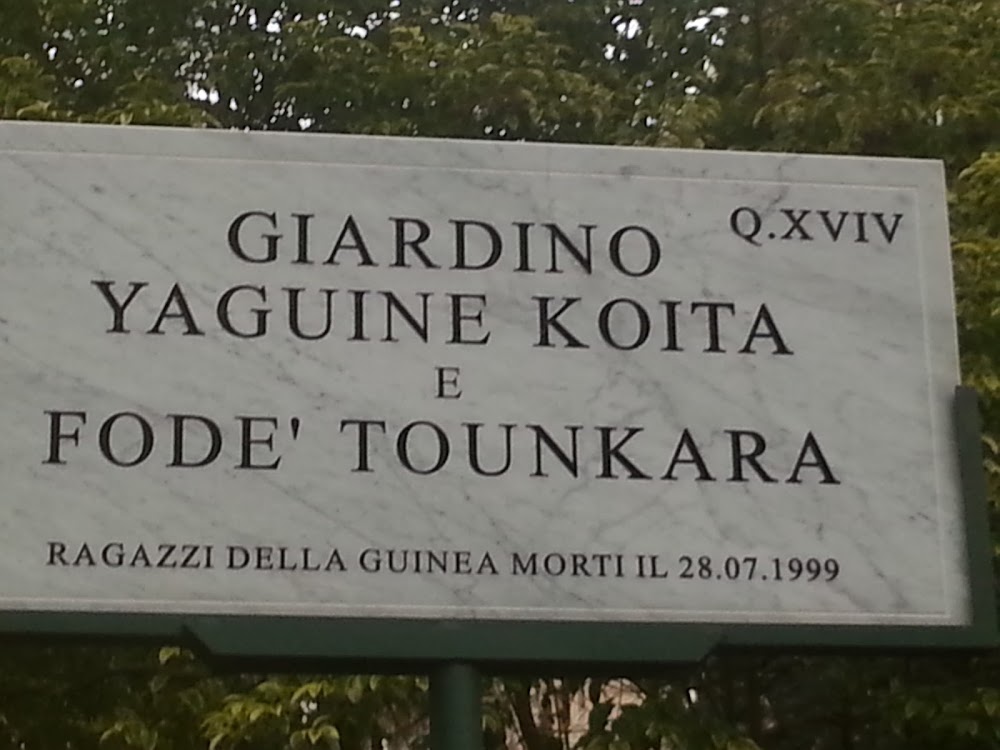 Q.XVIV
GIARDINO
YAGUINE KOITA
E
FODE' TOUNKARA
RAGAZZI DELLA GUINEA MORTI IL 28.07.1999